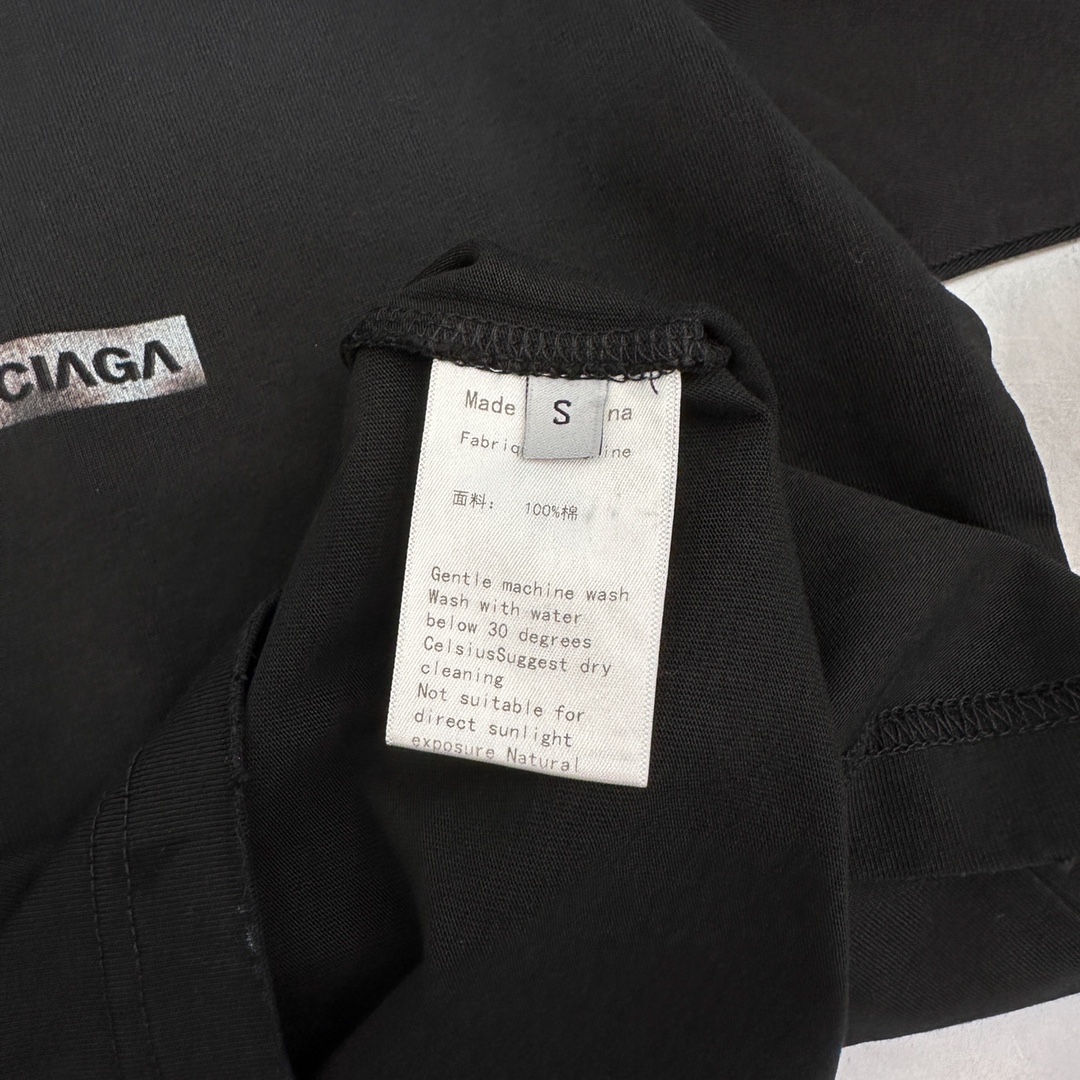 CIAGA
S
Made na
Fabriq ine
面料： 100%棉
Gentle machine wash
Wash with water
below 30 degrees
CelsiusSuggest dry
cleaning
Not suitable for
direct sunlight
exposure Natural